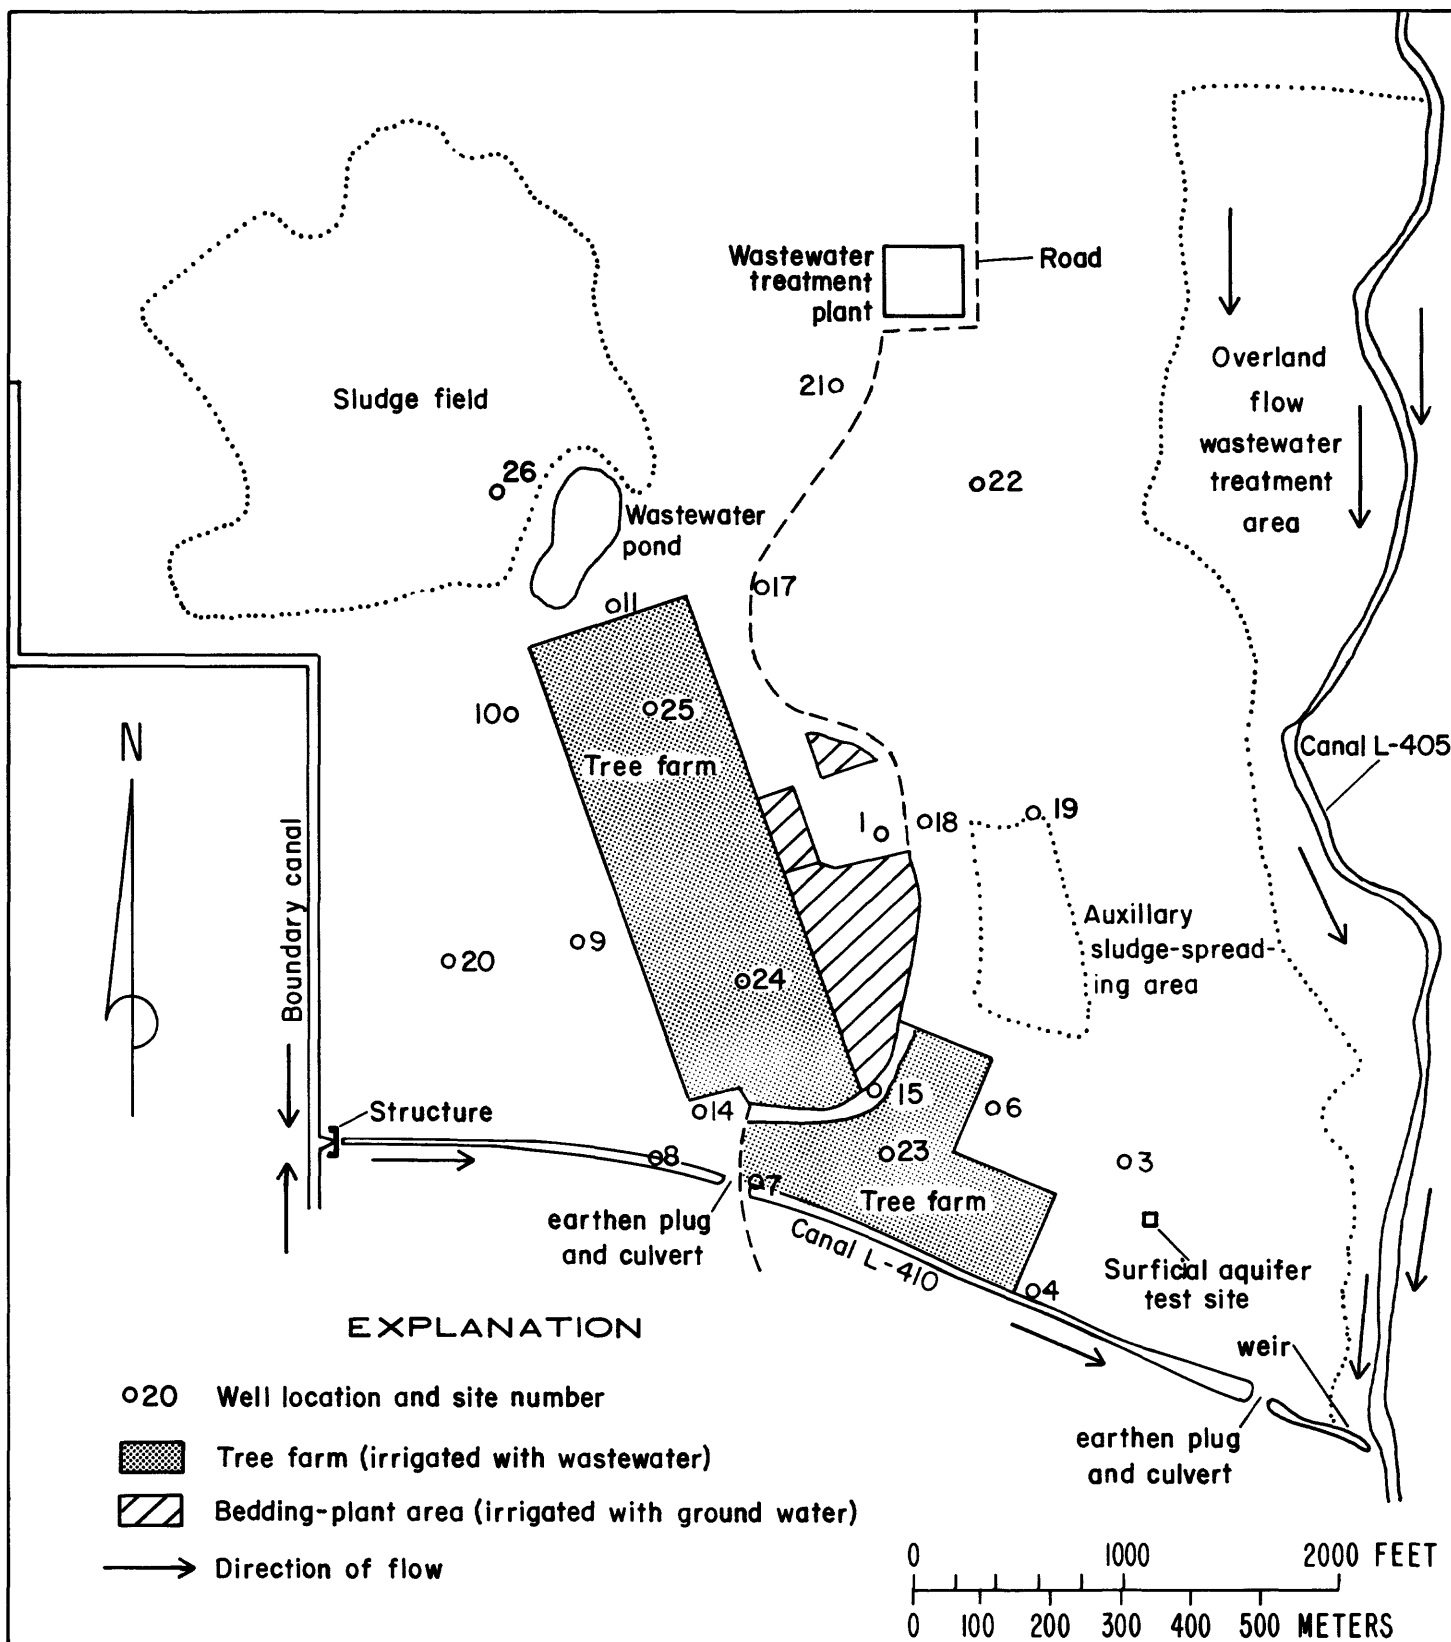 Wastewater
treatment
plant
Road
21
Overland
flow
wastewater
treatment
area
Sludge field
26
22
Wastewater
pond
17
11
10
25
Tree farm
N
Canal L-405
1
18
19
Boundary canal
Auxillary
sludge-spread-
ing area
9
20
24
15
6
14
Structure
8
23
3
7
Tree farm
earthen plug
and culvert
Canal L-410
Surfical aquifer
test site
4
weir
earthen plug
and culvert
EXPLANATION
20 Well location and site number
Tree farm (irrigated with wastewater)
Bedding-plant area (irrigated with ground water)
Direction of flow
0 1000 2000 FEET
0 100 200 300 400 500 METERS